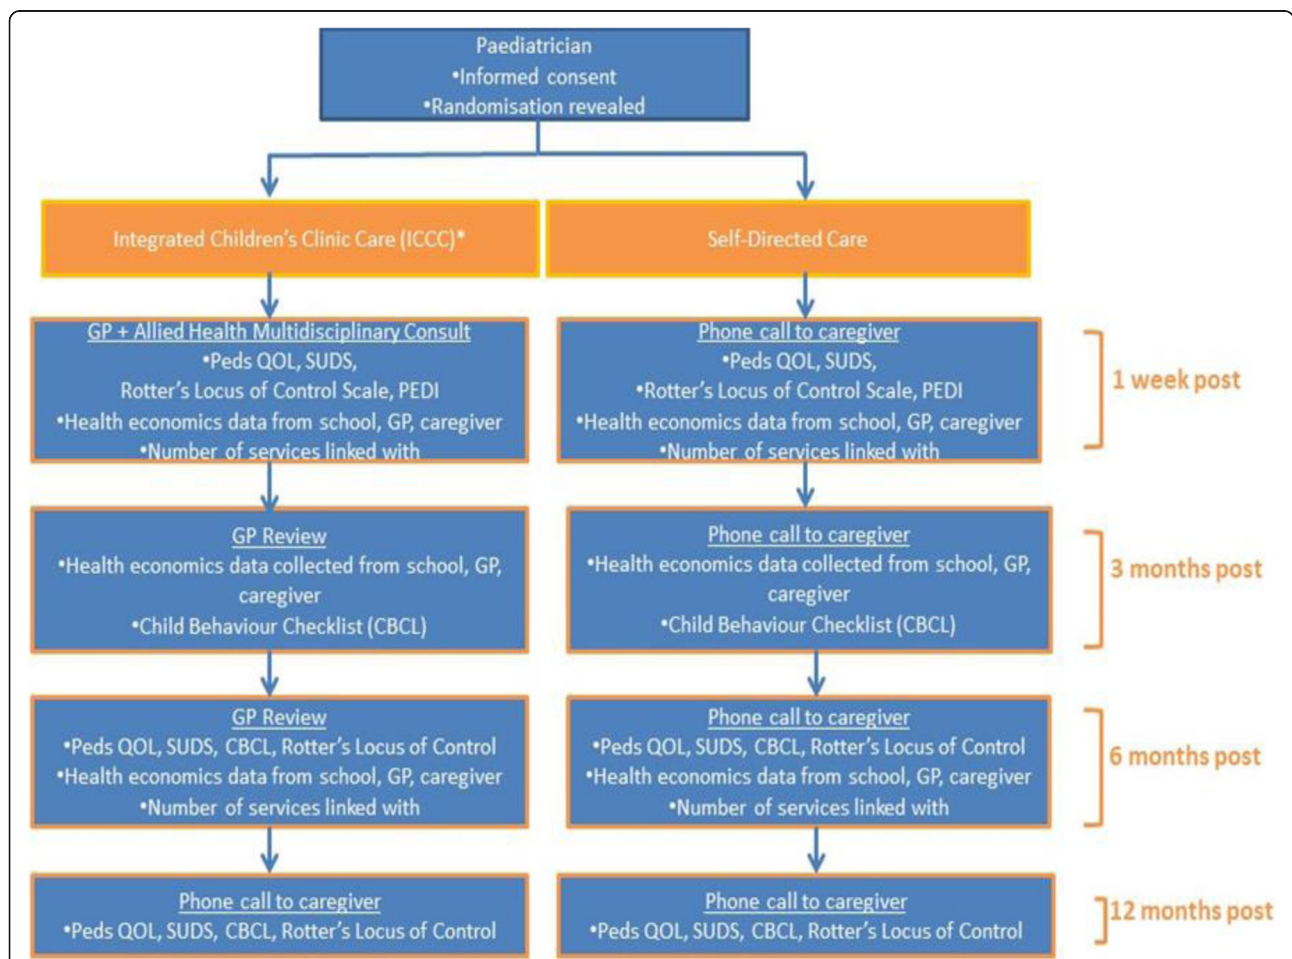 Paediatrician
•Informed consent
•Randomisation revealed
Integrated Children's Clinic Care (ICCC)*
Self-Directed Care
GP + Allied Health Multidisciplinary Consult
•Peds QOL, SUDS,
Rotter's Locus of Control Scale, PEDI
•Health economics data from school, GP, caregiver
•Number of services linked with
Phone call to caregiver
•Peds QOL, SUDS,
•Rotter's Locus of Control Scale, PEDI
•Health economics data from school, GP, caregiver
•Number of services linked with
1 week post
GP Review
•Health economics data collected from school, GP,
caregiver
•Child Behaviour Checklist (CBCL)
Phone call to caregiver
•Health economics data collected from school, GP,
caregiver
•Child Behaviour Checklist (CBCL)
3 months post
GP Review
•Peds QOL, SUDS, CBCL, Rotter's Locus of Control
•Health economics data from school, GP, caregiver
•Number of services linked with
Phone call to caregiver
•Peds QOL, SUDS, CBCL, Rotter's Locus of Control
•Health economics data from school, GP, caregiver
•Number of services linked with
6 months post
Phone call to caregiver
•Peds QOL, SUDS, CBCL, Rotter's Locus of Control
Phone call to caregiver
•Peds QOL, SUDS, CBCL, Rotter's Locus of Control
12 months post